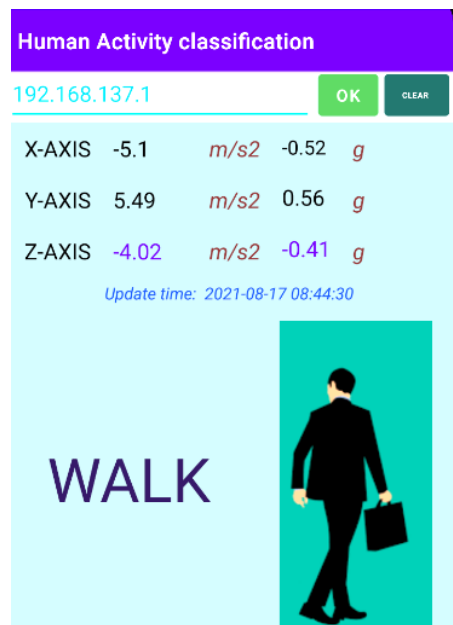 Human Activity classification
192.168.137.1 OK CLEAR
X-AXIS -5.1 m/s2 -0.52 g
Y-AXIS 5.49 m/s2 0.56 g
Z-AXIS -4.02 m/s2 -0.41 g
Update time: 2021-08-17 08:44:30
WALK